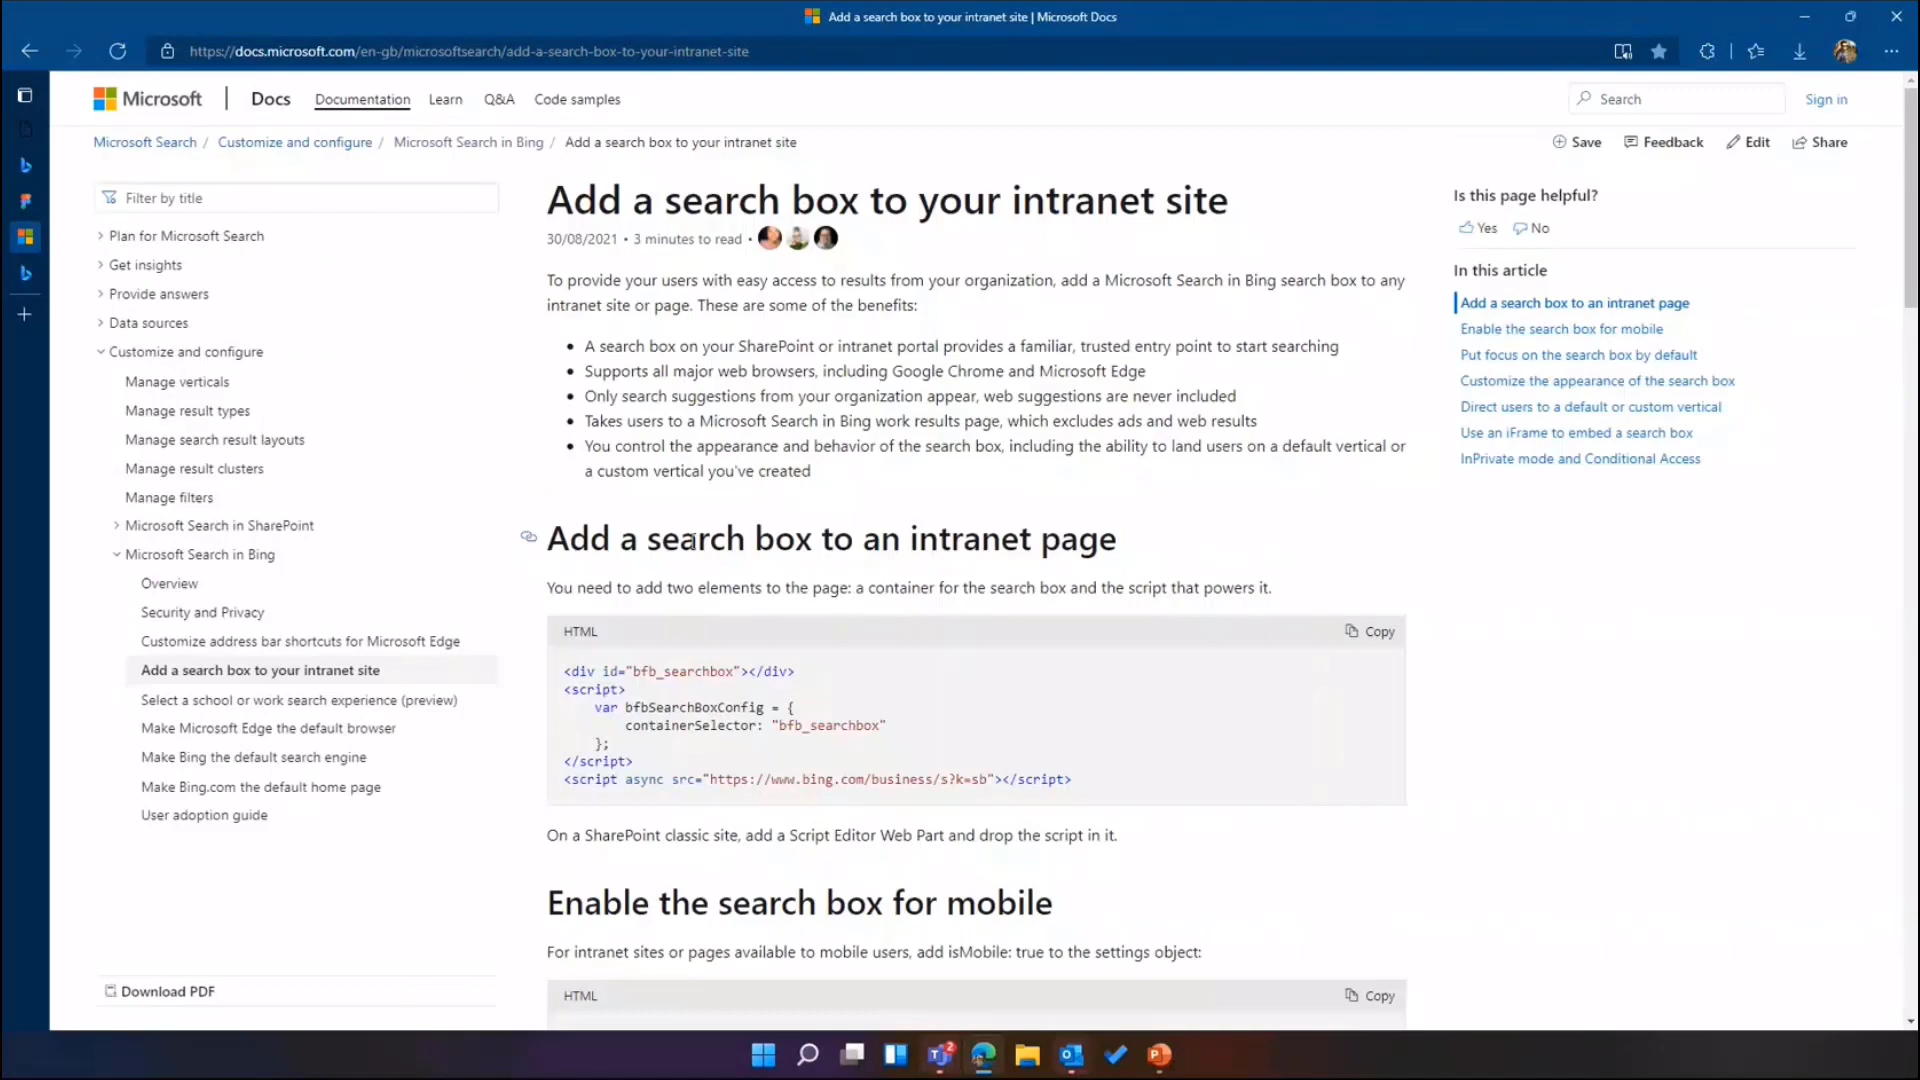 Add a search box to your intranet site | Microsoft Docs
https://docs.microsoft.com/en-gb/microsoftsearch/add-a-search-box-to-your-intranet-site
Microsoft | Docs Documentation Learn Q&A Code samples
Search
Sign in
Microsoft Search / Customize and configure / Microsoft Search in Bing / Add a search box to your intranet site
Save Feedback Edit Share
Filter by title
Plan for Microsoft Search
Get insights
Provide answers
Data sources
Customize and configure
Manage verticals
Manage result types
Manage search result layouts
Manage result clusters
Manage filters
Microsoft Search in SharePoint
Microsoft Search in Bing
Overview
Security and Privacy
Customize address bar shortcuts for Microsoft Edge
Add a search box to your intranet site
Select a school or work search experience (preview)
Make Microsoft Edge the default browser
Make Bing the default search engine
Make Bing.com the default home page
User adoption guide
Download PDF
Add a search box to your intranet site
30/08/2021 • 3 minutes to read •
To provide your users with easy access to results from your organization, add a Microsoft Search in Bing search box to any
intranet site or page. These are some of the benefits:
• A search box on your SharePoint or intranet portal provides a familiar, trusted entry point to start searching
• Supports all major web browsers, including Google Chrome and Microsoft Edge
• Only search suggestions from your organization appear, web suggestions are never included
• Takes users to a Microsoft Search in Bing work results page, which excludes ads and web results
• You control the appearance and behavior of the search box, including the ability to land users on a default vertical or
a custom vertical you've created
Add a search box to an intranet page
You need to add two elements to the page: a container for the search box and the script that powers it.
HTML Copy
<div id="bfb_searchbox"></div>
<script>
var bfbSearchBoxConfig = {
containerSelector: "bfb_searchbox"
};
</script>
<script async src="https://www.bing.com/business/s?k=sb"></script>
On a SharePoint classic site, add a Script Editor Web Part and drop the script in it.
Enable the search box for mobile
For intranet sites or pages available to mobile users, add isMobile: true to the settings object:
HTML Copy
Is this page helpful?
Yes No
In this article
Add a search box to an intranet page
Enable the search box for mobile
Put focus on the search box by default
Customize the appearance of the search box
Direct users to a default or custom vertical
Use an iFrame to embed a search box
InPrivate mode and Conditional Access